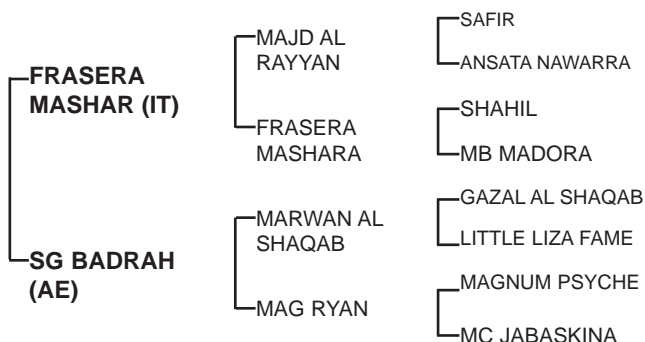 FRASERA
MASHAR (IT)
SG BADRAH
(AE)
MAJD AL
RAYYAN
FRASERA
MASHARA
MARWAN AL
SHAQAB
MAG RYAN
SAFIR
ANSATA NAWARRA
SHAHIL
MB MADORA
GAZAL AL SHAQAB
LITTLE LIZA FAME
MAGNUM PSYCHE
MC JABASKINA